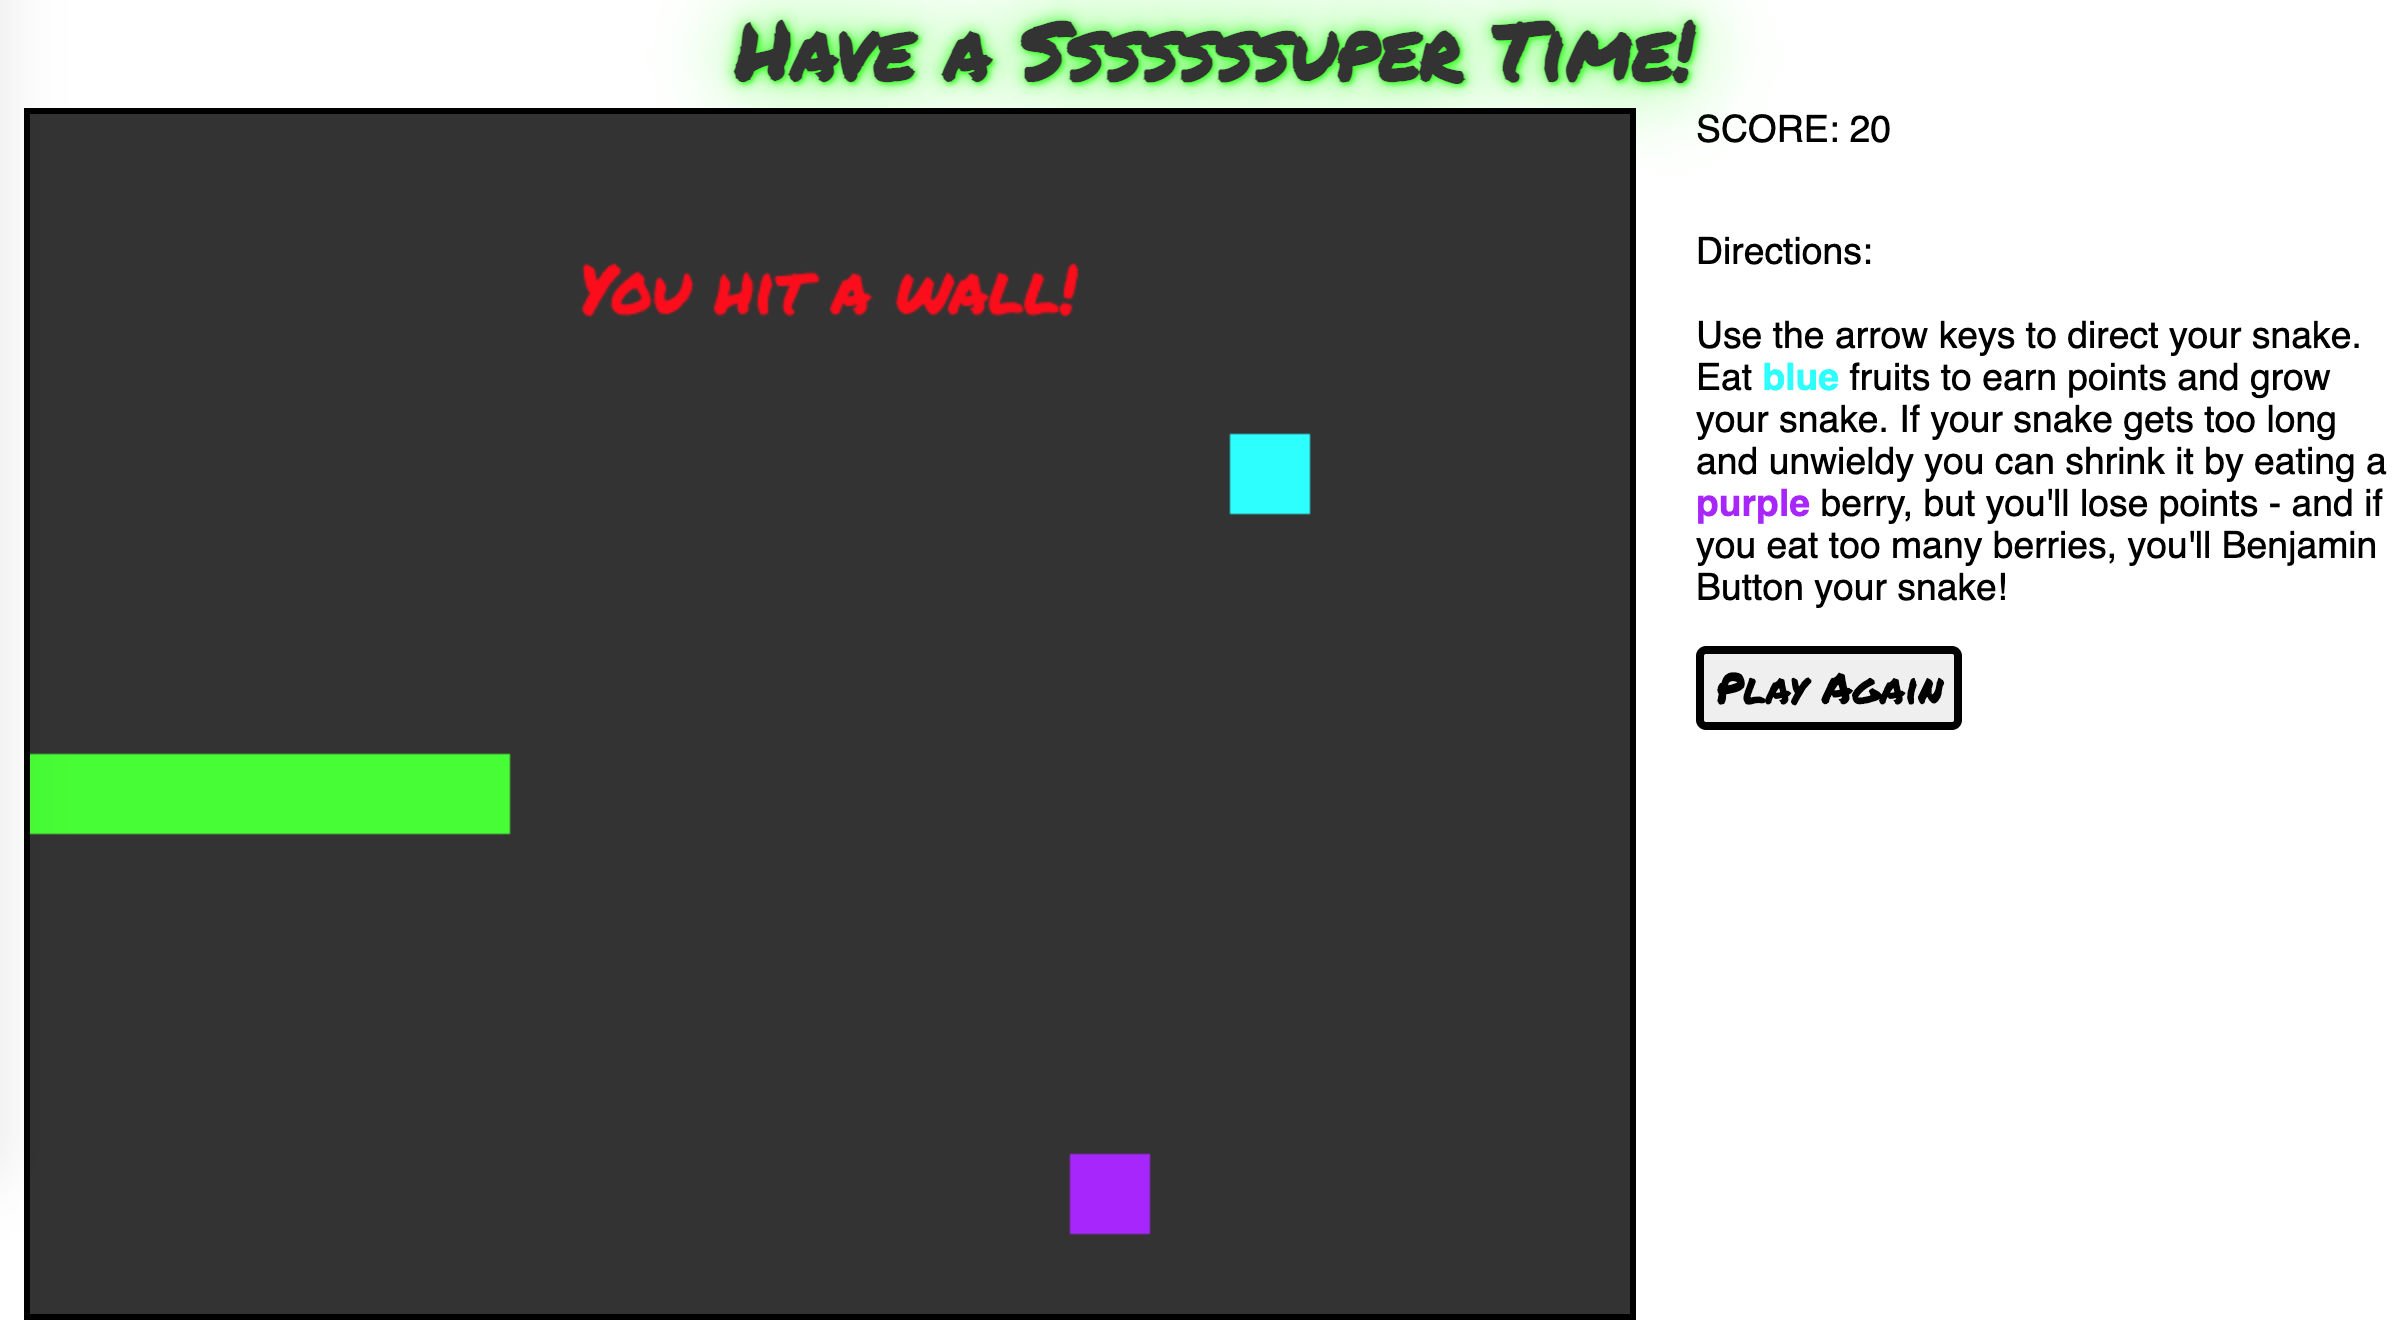 Have a Sssssssuper Time!
SCORE: 20
You hit a wall!
Directions:
Use the arrow keys to direct your snake.
Eat blue fruits to earn points and grow
your snake. If your snake gets too long
and unwieldy you can shrink it by eating a
purple berry, but you'll lose points - and if
you eat too many berries, you'll Benjamin
Button your snake!
Play Again